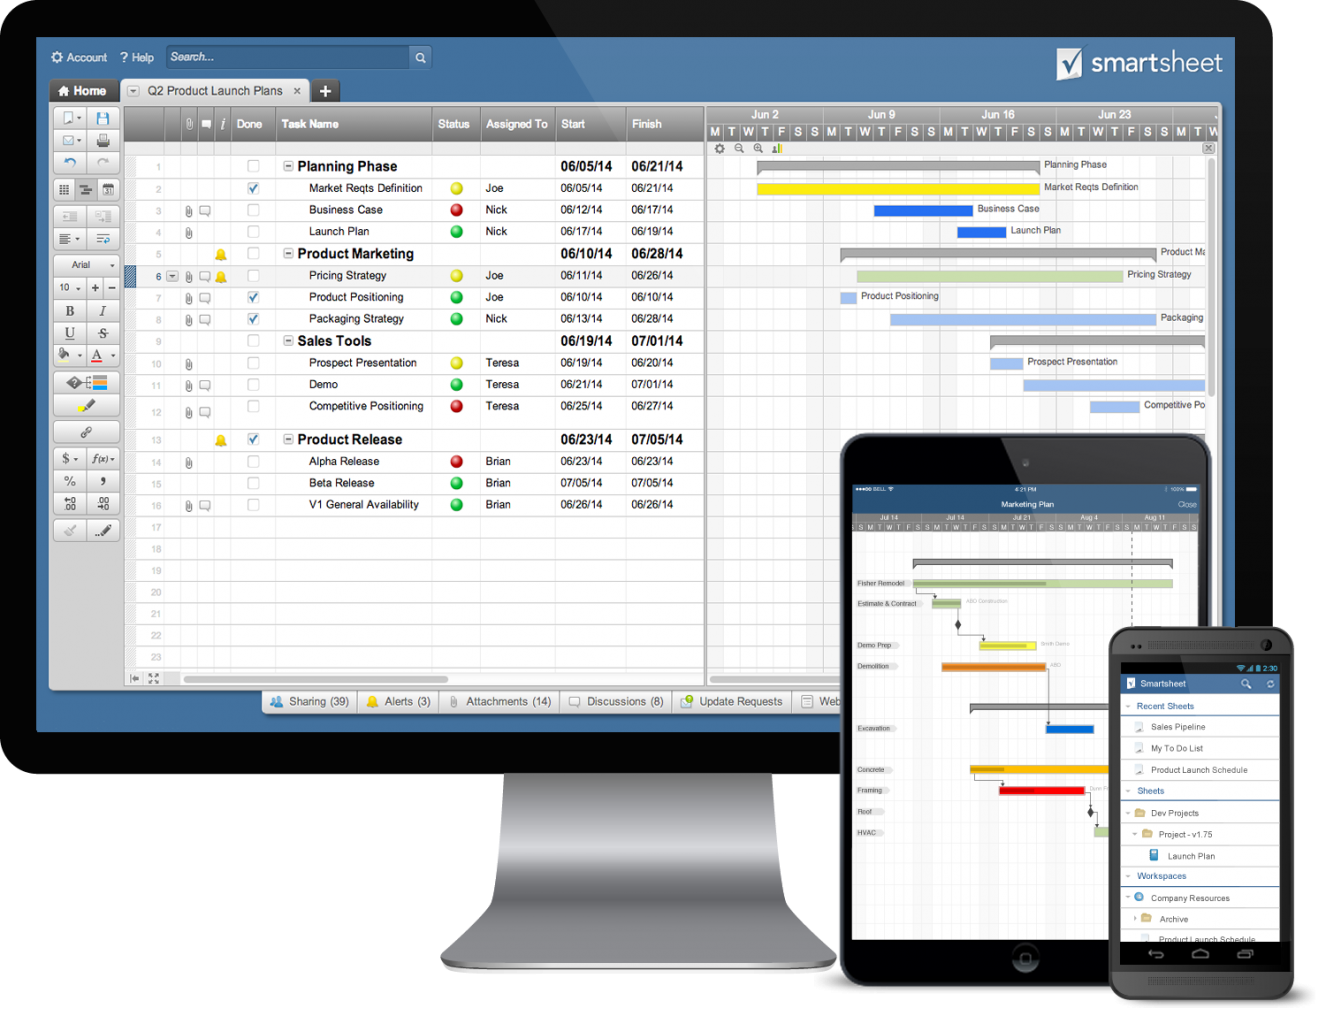 Account ? Help Search...
smartsheet
Home Q2 Product Launch Plans × +
i Done Task Name Status Assigned To Start Finish
Jun 2 Jun 9 Jun 16 Jun 23
M T W T F S S M T W T F S S M T W T F S S M T W T F S S M T W
1 Planning Phase 06/05/14 06/21/14 Planning Phase
2 Market Reqts Definition Joe 06/05/14 06/21/14 Market Reqts Definition
3 Business Case Nick 06/12/14 06/17/14 Business Case
4 Launch Plan Nick 06/17/14 06/19/14 Launch Plan
5 Product Marketing 06/10/14 06/28/14 Product Ma
6 Pricing Strategy Joe 06/11/14 06/26/14 Pricing Strategy
7 Product Positioning Joe 06/10/14 06/10/14 Product Positioning
8 Packaging Strategy Nick 06/13/14 06/28/14 Packaging
9 Sales Tools 06/19/14 07/01/14
10 Prospect Presentation Teresa 06/19/14 06/20/14 Prospect Presentation
11 Demo Teresa 06/21/14 07/01/14
12 Competitive Positioning Teresa 06/25/14 06/27/14 Competitive Po
13 Product Release 06/23/14 07/05/14
14 Alpha Release Brian 06/23/14 06/23/14
15 Beta Release Brian 07/05/14 07/05/14
16 V1 General Availability Brian 06/26/14 06/26/14
17
18
19
20
21
22
23
31
Arial
10 + −
B I
U S
A
$ f(x)
% ,
.00 .00
Sharing (39) Alerts (3) Attachments (14) Discussions (8) Update Requests Web
BELL 4:21 PM 100%
Marketing Plan Close
Jul 14 Jul 14 Jul 21 Aug 4 Aug 11
S M T W T F S S M T W T F S S M T W T F S S M T W T F S S M T W T F S S
Fisher Remodel
Estimate & Contract ABD Construction
Demo Prep Smith Demo
Demolition ABD
Excavation
Concrete
Framing
Roof
HVAC
2:30
Smartsheet
Recent Sheets
Sales Pipeline
My To Do List
Product Launch Schedule
Sheets
Dev Projects
Project - v1.75
Launch Plan
Workspaces
Company Resources
Archive
Product Launch Schedule